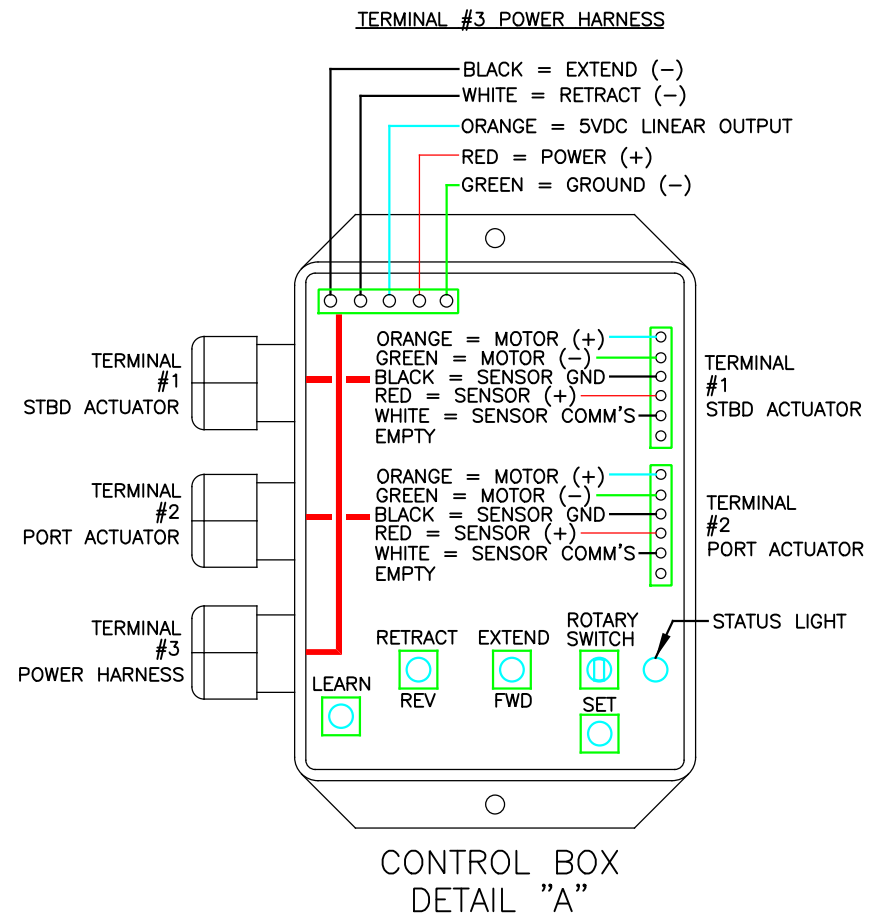 TERMINAL #3 POWER HARNESS
BLACK = EXTEND (-)
WHITE = RETRACT (-)
ORANGE = 5VDC LINEAR OUTPUT
RED = POWER (+)
GREEN = GROUND (-)
TERMINAL
#1
STBD ACTUATOR
ORANGE = MOTOR (+)
GREEN = MOTOR (-)
BLACK = SENSOR GND
RED = SENSOR (+)
WHITE = SENSOR COMM'S
EMPTY
TERMINAL
#1
STBD ACTUATOR
TERMINAL
#2
PORT ACTUATOR
ORANGE = MOTOR (+)
GREEN = MOTOR (-)
BLACK = SENSOR GND
RED = SENSOR (+)
WHITE = SENSOR COMM'S
EMPTY
TERMINAL
#2
PORT ACTUATOR
TERMINAL
#3
POWER HARNESS
LEARN
RETRACT
REV
EXTEND
FWD
ROTARY
SWITCH
SET
STATUS LIGHT
CONTROL BOX
DETAIL "A"